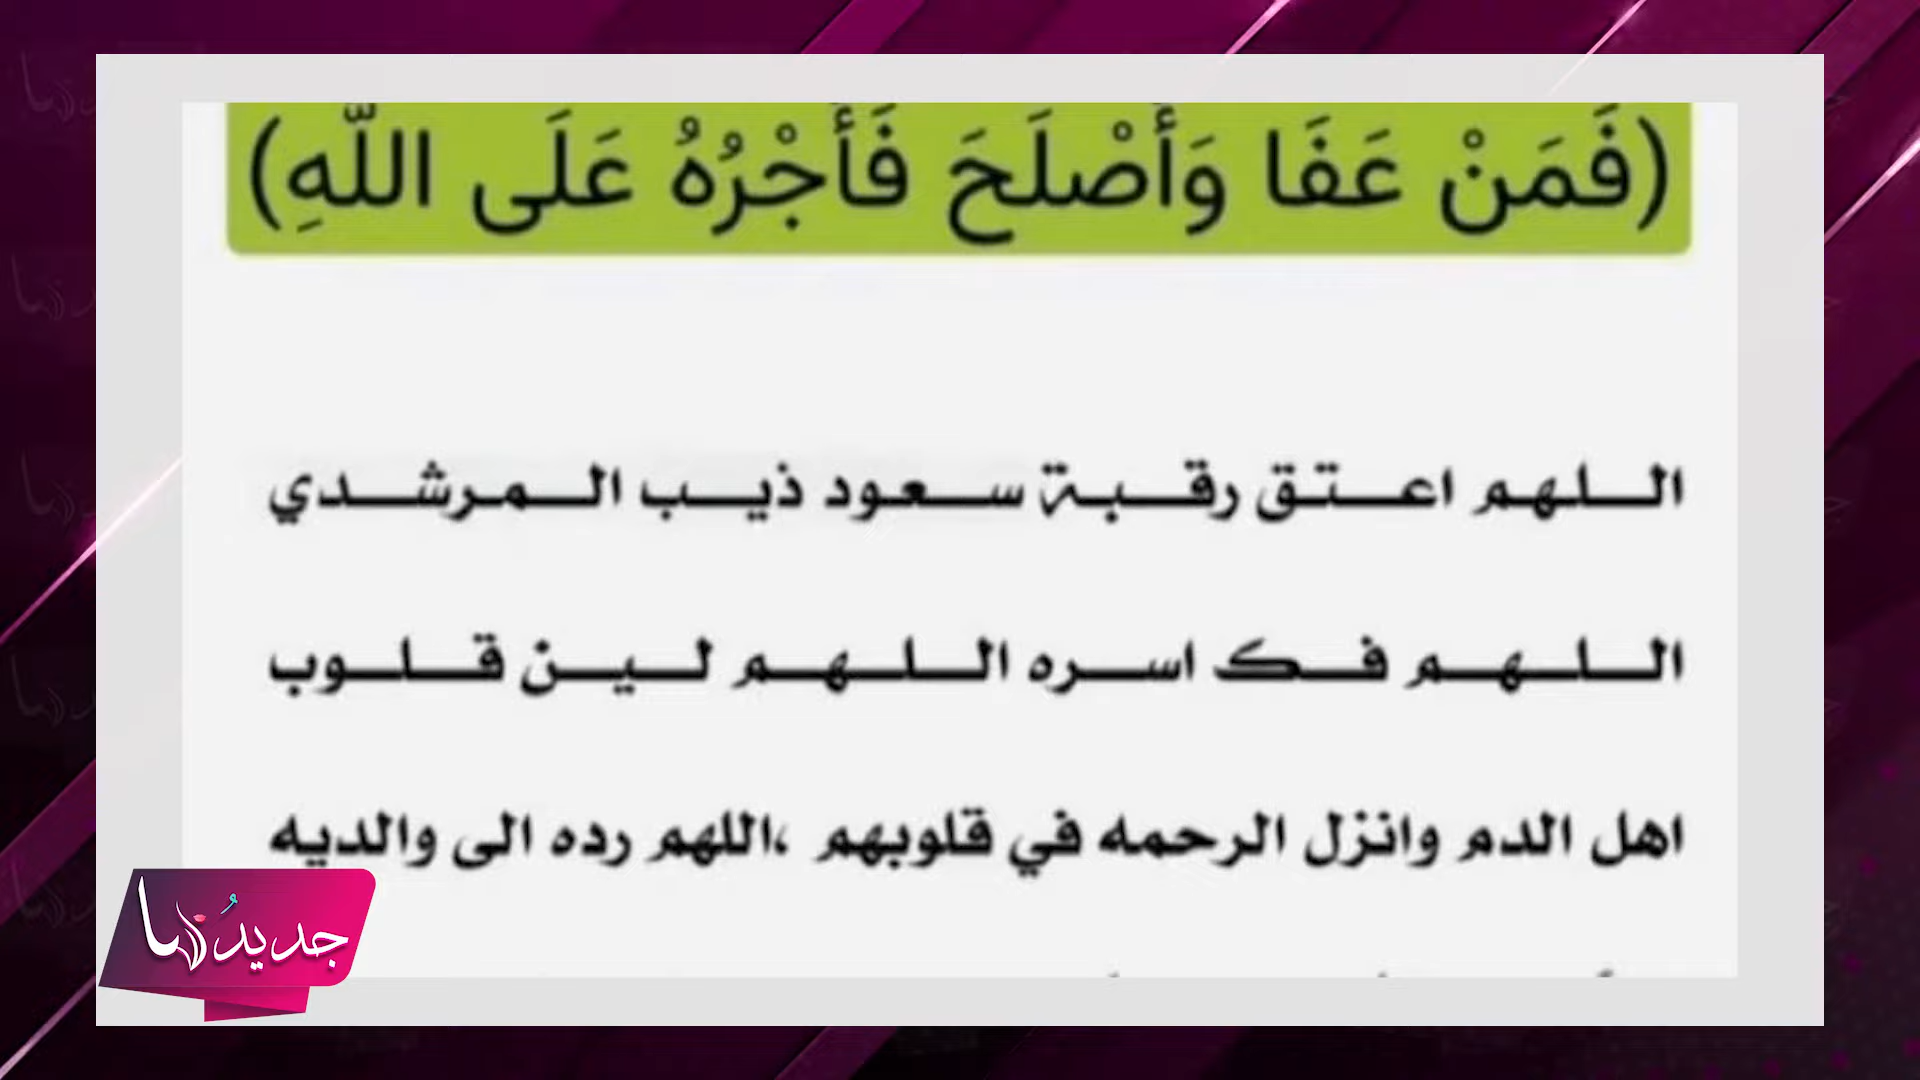 (فَمَنْ عَفَا وَأَصْلَحَ فَأَجْرُهُ عَلَى اللَّهِ)
اللهم اعتق رقبة سعود ذيب المرشدي
اللهم فك اسره اللهم لين قلوب
اهل الدم وانزل الرحمه في قلوبهم ،اللهم رده الى والديه
جديدُها